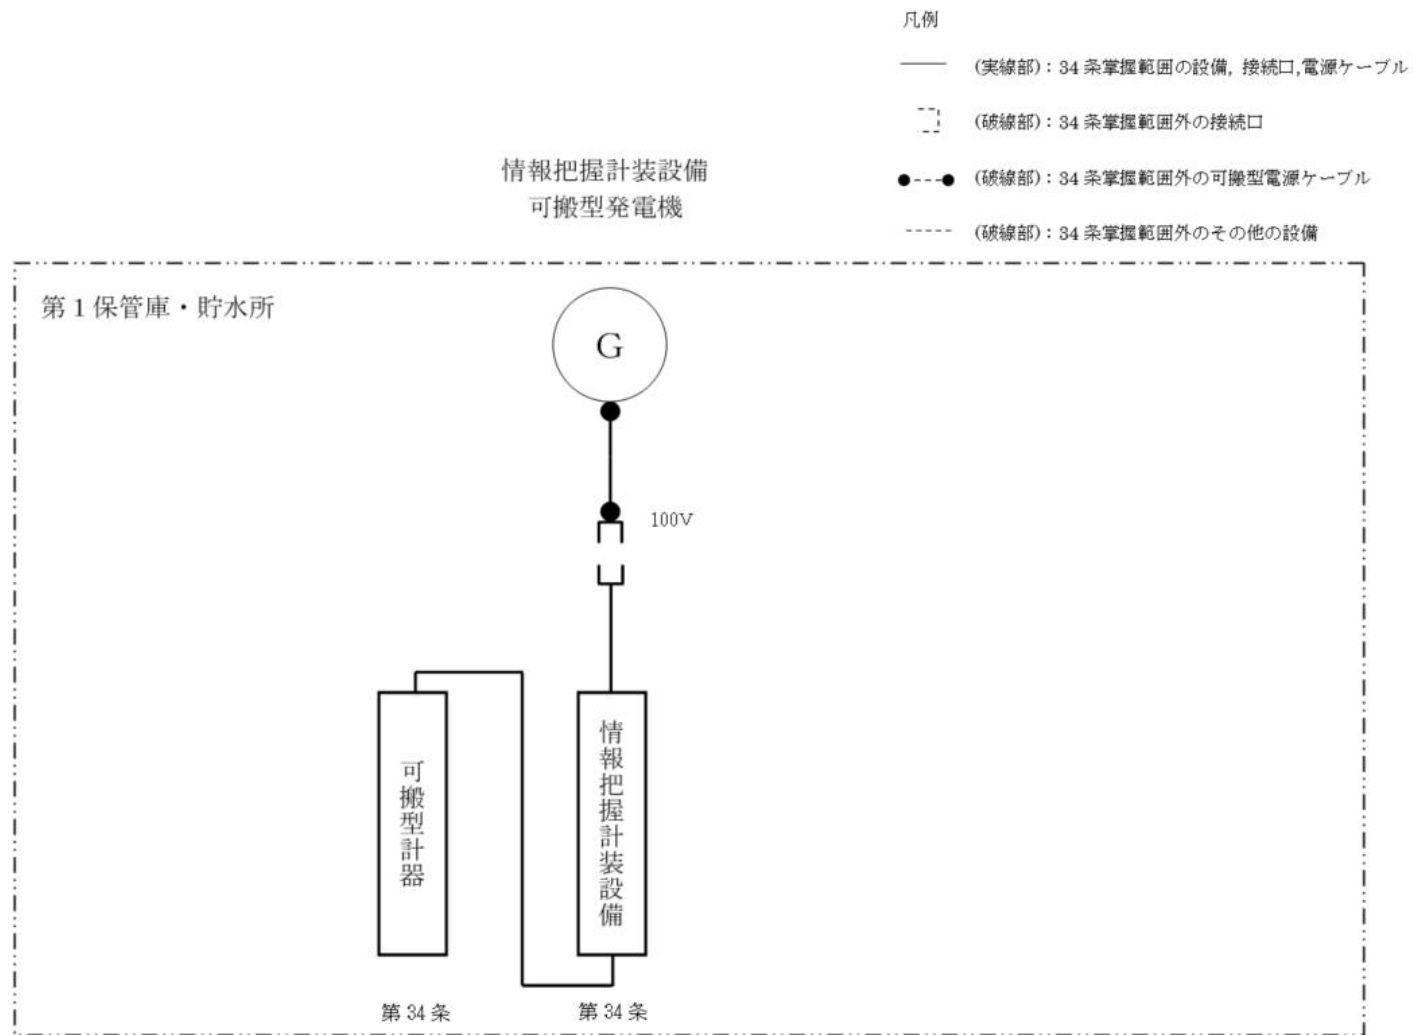 凡例
(実線部)：34条掌握範囲の設備, 接続口,電源ケーブル
(破線部)：34条掌握範囲外の接続口
(破線部)：34条掌握範囲外の可搬型電源ケーブル
(破線部)：34条掌握範囲外のその他の設備
情報把握計装設備
可搬型発電機
第１保管庫・貯水所
G
100V
可搬型計器
情報把握計装設備
第34条
第34条